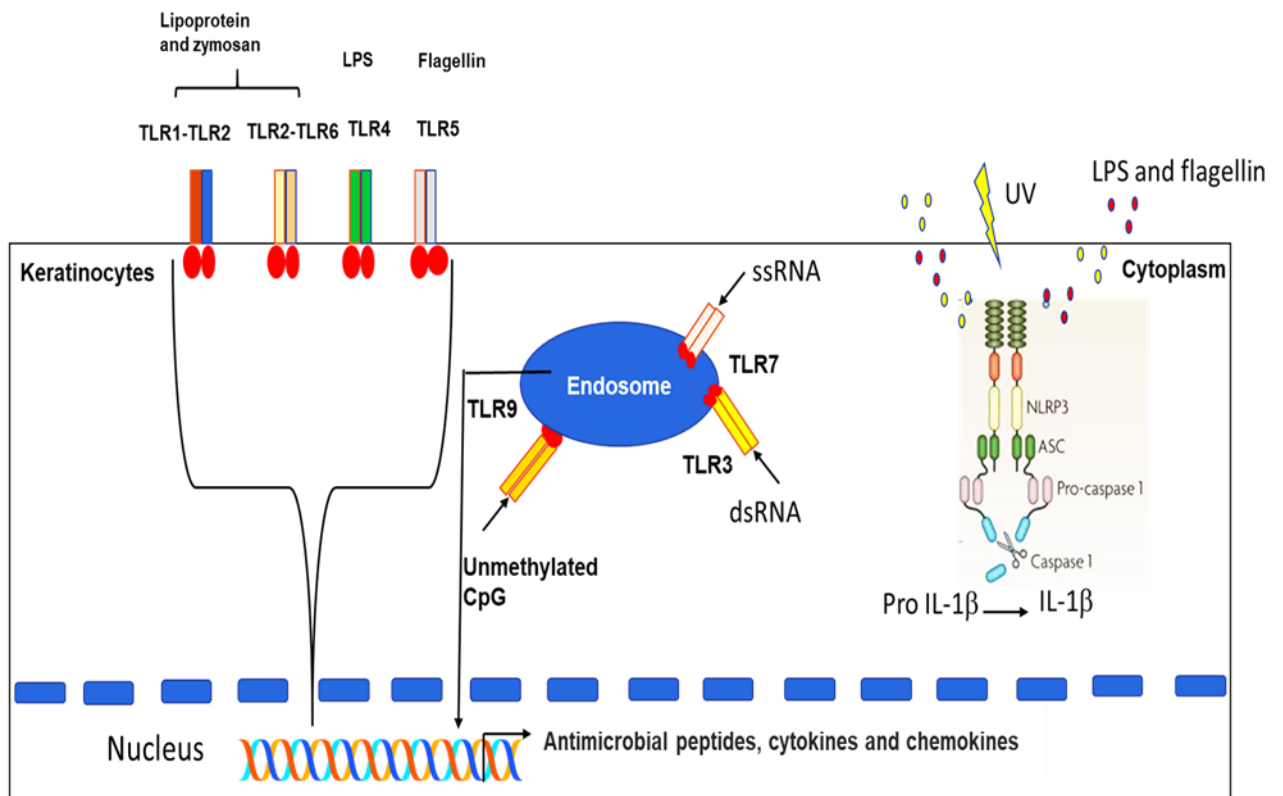 Lipoprotein
and zymosan
LPS
Flagellin
TLR1-TLR2
TLR2-TLR6
TLR4
TLR5
UV
LPS and flagellin
Keratinocytes
Cytoplasm
ssRNA
TLR7
Endosome
TLR9
TLR3
dsRNA
Unmethylated
CpG
NLRP3
ASC
Pro-caspase 1
Caspase 1
Pro IL-1β
IL-1β
Nucleus
Antimicrobial peptides, cytokines and chemokines